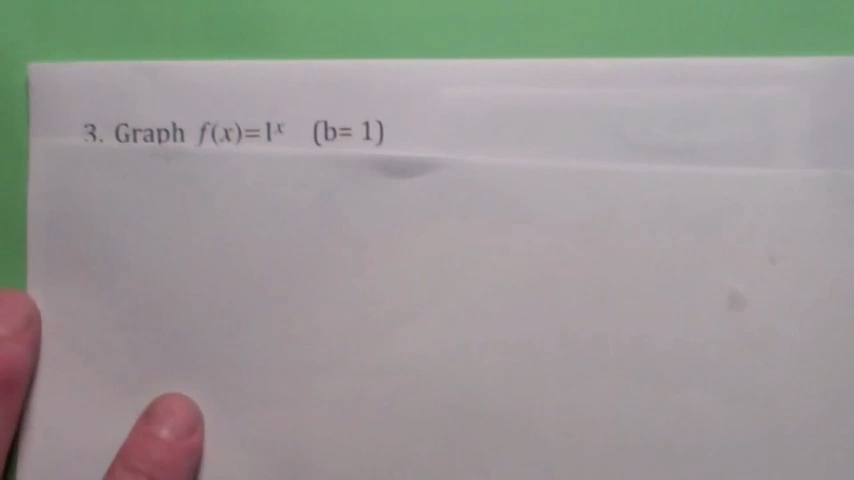 3. Graph f(x)=1ˣ (b= 1)